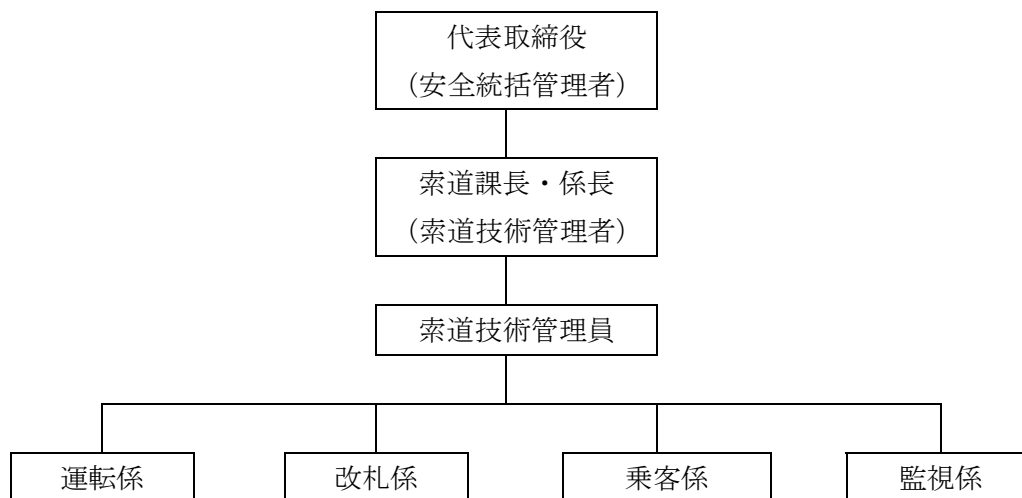 代表取締役
（安全統括管理者）
索道課長・係長
（索道技術管理者）
索道技術管理員
運転係
改札係
乗客係
監視係